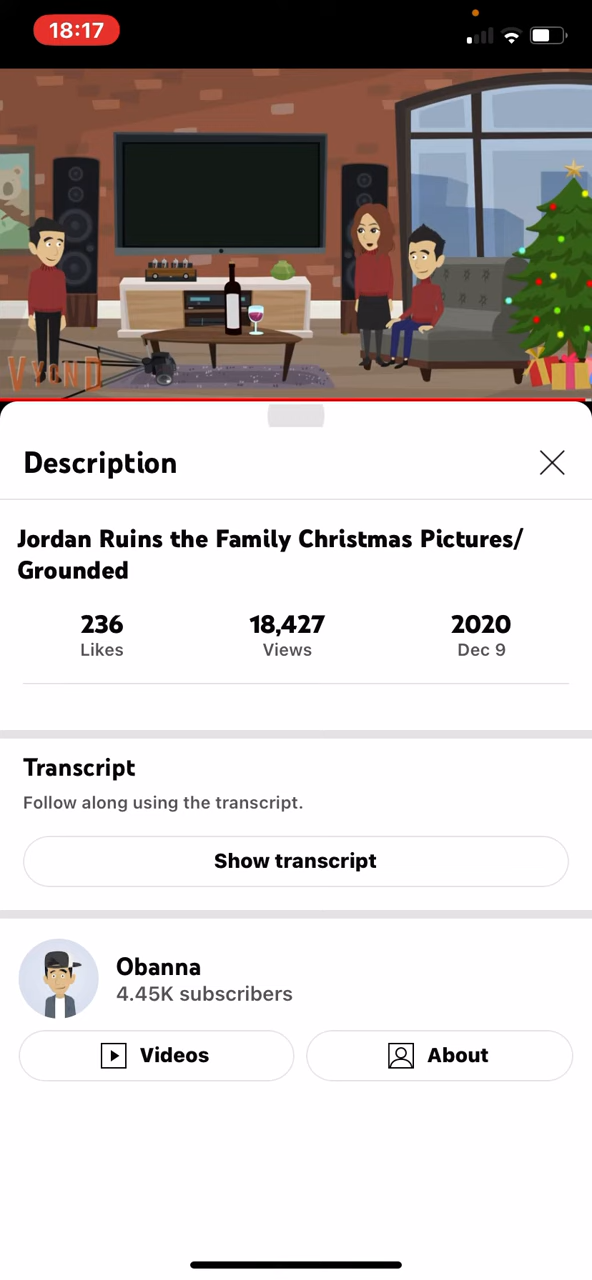 18:17
VYOND
Description
Jordan Ruins the Family Christmas Pictures/
Grounded
236 18,427 2020
Likes Views Dec 9
Transcript
Follow along using the transcript.
Show transcript
Obanna
4.45K subscribers
Videos About